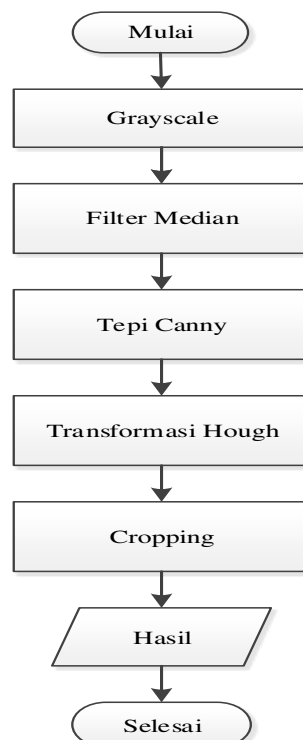 Mulai
Grayscale
Filter Median
Tepi Canny
Transformasi Hough
Cropping
Hasil
Selesai